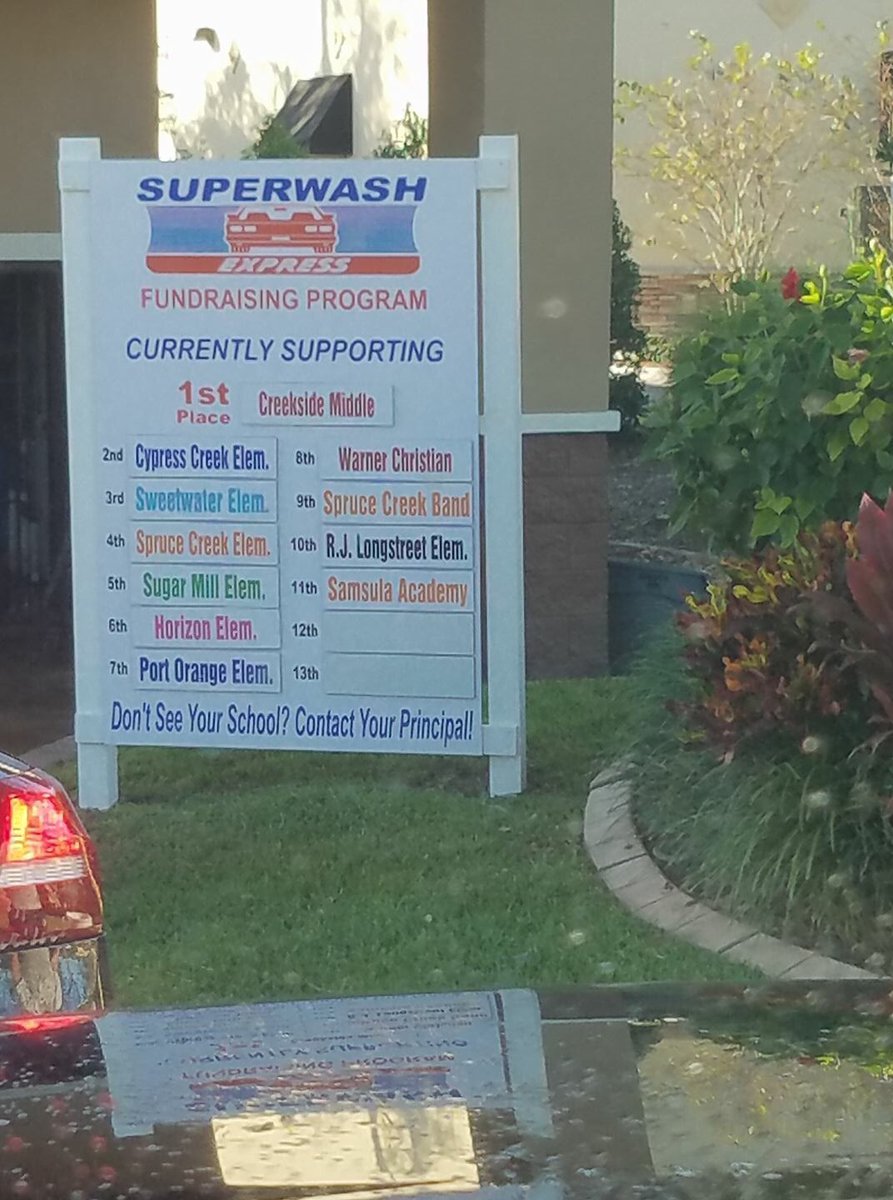 SUPERWASH
EXPRESS
FUNDRAISING PROGRAM
CURRENTLY SUPPORTING
1st Place Creekside Middle
2nd Cypress Creek Elem.
3rd Sweetwater Elem.
4th Spruce Creek Elem.
5th Sugar Mill Elem.
6th Horizon Elem.
7th Port Orange Elem.
8th Warner Christian
9th Spruce Creek Band
10th R.J. Longstreet Elem.
11th Samsula Academy
12th
13th
Don't See Your School? Contact Your Principal!